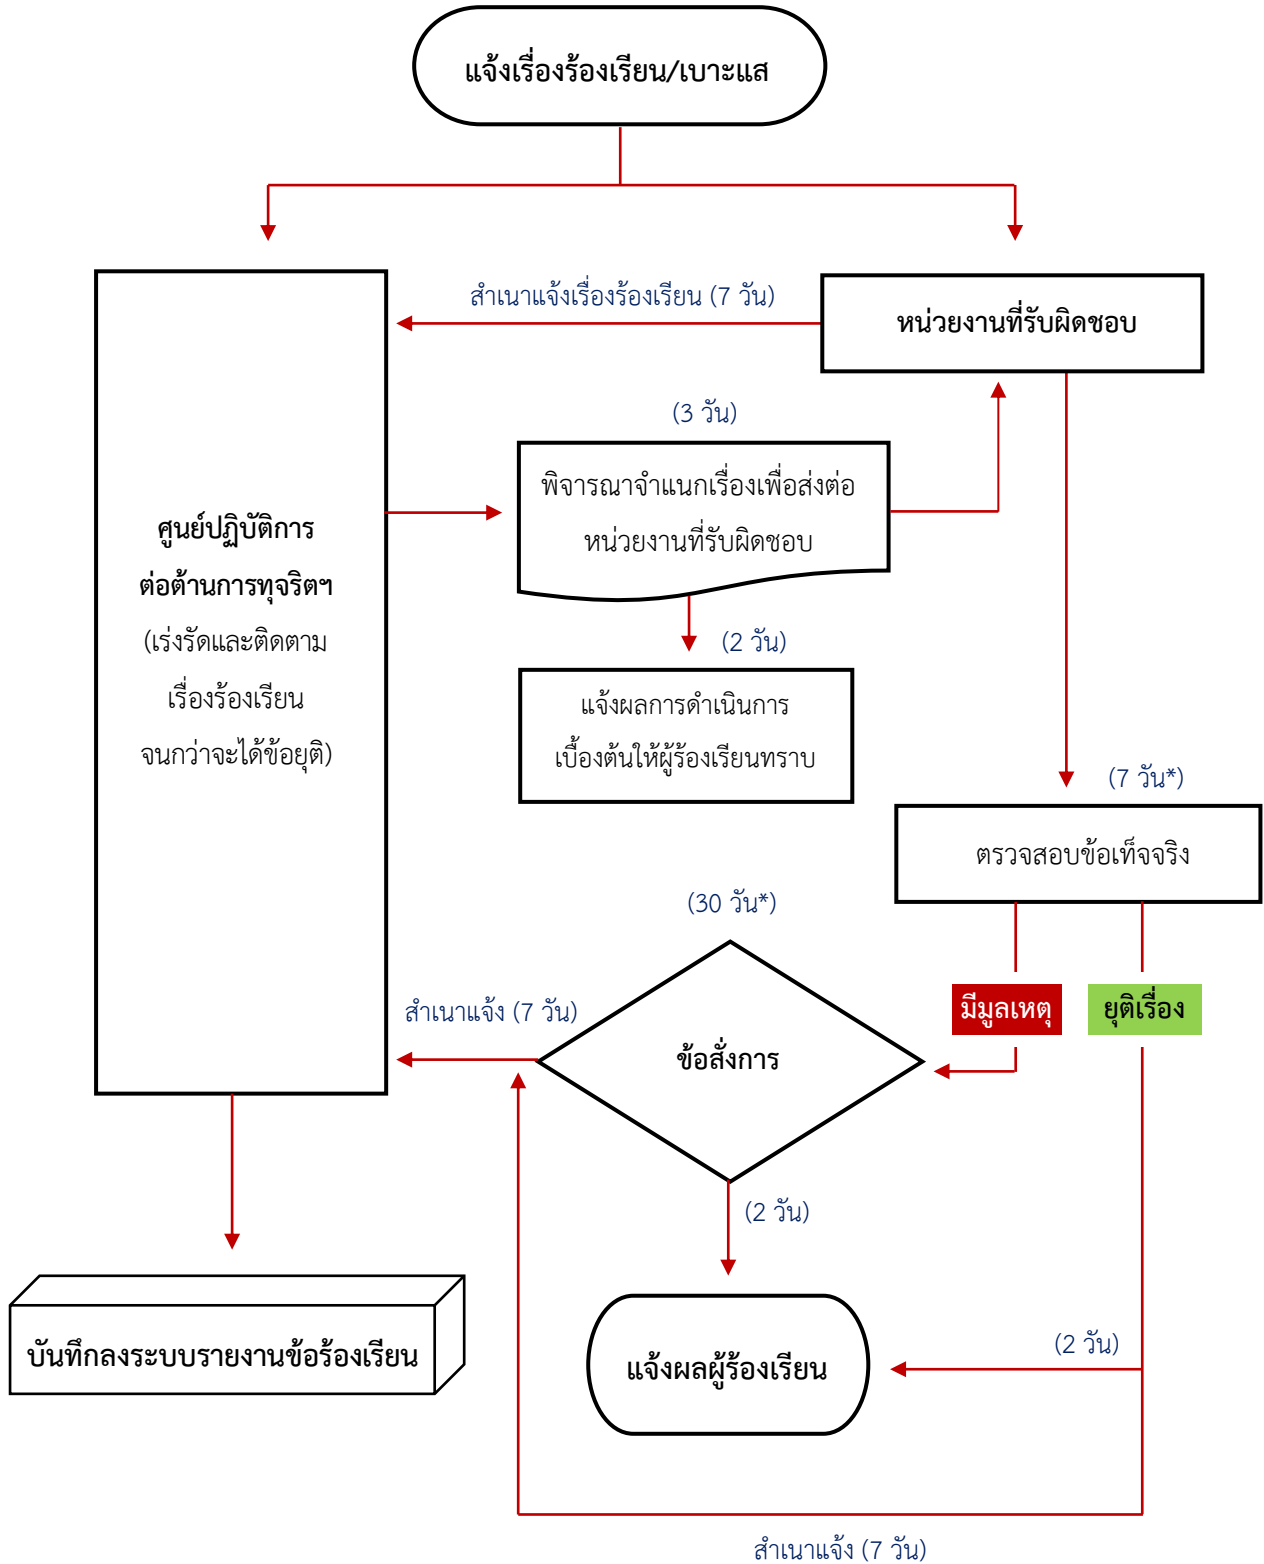 แจ้งเรื่องร้องเรียน/เบาะแส
สำเนาแจ้งเรื่องร้องเรียน (7 วัน)
หน่วยงานที่รับผิดชอบ
(3 วัน)
พิจารณาจำแนกเรื่องเพื่อส่งต่อ
หน่วยงานที่รับผิดชอบ
ศูนย์ปฏิบัติการ
ต่อต้านการทุจริตฯ
(เร่งรัดและติดตาม
เรื่องร้องเรียน
จนกว่าจะได้ข้อยุติ)
(2 วัน)
แจ้งผลการดำเนินการ
เบื้องต้นให้ผู้ร้องเรียนทราบ
(7 วัน*)
ตรวจสอบข้อเท็จจริง
(30 วัน*)
มีมูลเหตุ
ยุติเรื่อง
สำเนาแจ้ง (7 วัน)
ข้อสั่งการ
(2 วัน)
บันทึกลงระบบรายงานข้อร้องเรียน
แจ้งผลผู้ร้องเรียน
(2 วัน)
สำเนาแจ้ง (7 วัน)